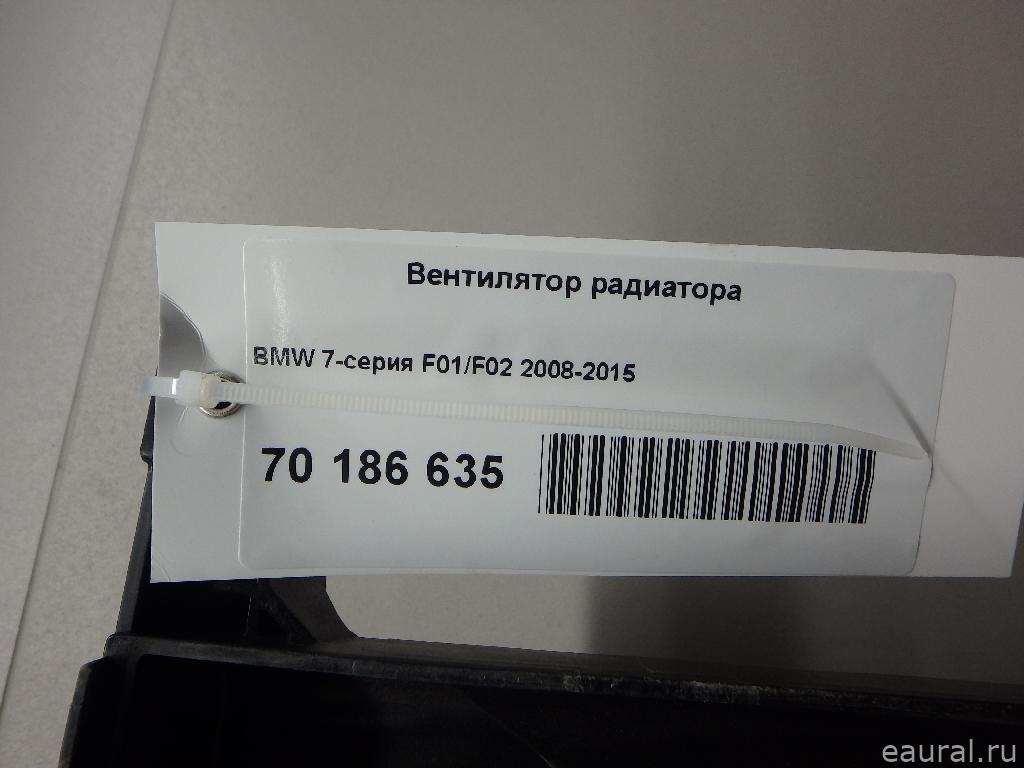 Вентилятор радиатора
BMW 7-серия F01/F02 2008-2015
70 186 635
eaural.ru